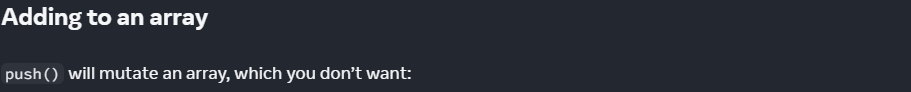 Adding to an array
push() will mutate an array, which you don’t want: